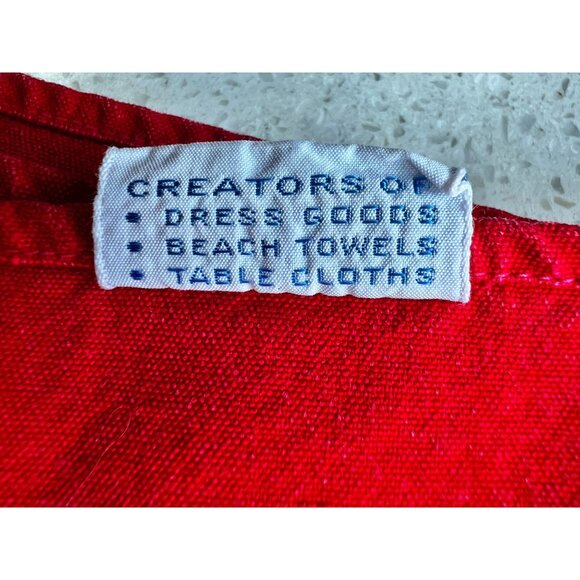 CREATORS OF
• DRESS GOODS
• BEACH TOWELS
• TABLE CLOTHS